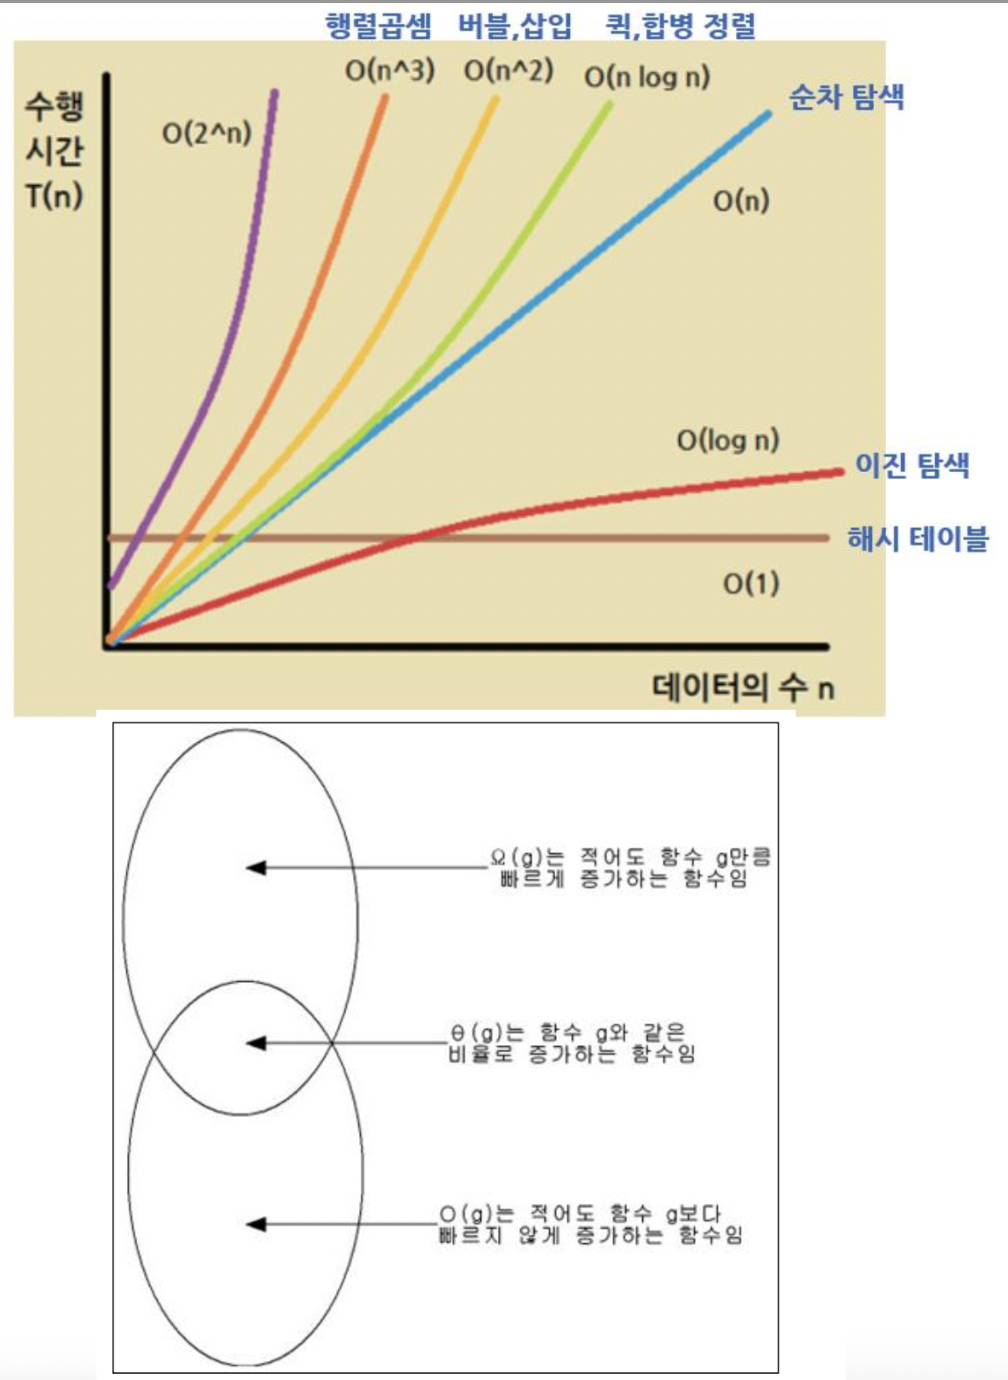 행렬곱셈 버블,삽입 퀵,합병 정렬
O(n^3) O(n^2) O(n log n)
순차 탐색
수행
시간
T(n)
O(2^n)
O(n)
O(log n)
이진 탐색
해시 테이블
O(1)
데이터의 수 n
Ω(g)는 적어도 함수 g만큼
빠르게 증가하는 함수임
θ(g)는 함수 g와 같은
비율로 증가하는 함수임
O(g)는 적어도 함수 g보다
빠르지 않게 증가하는 함수임